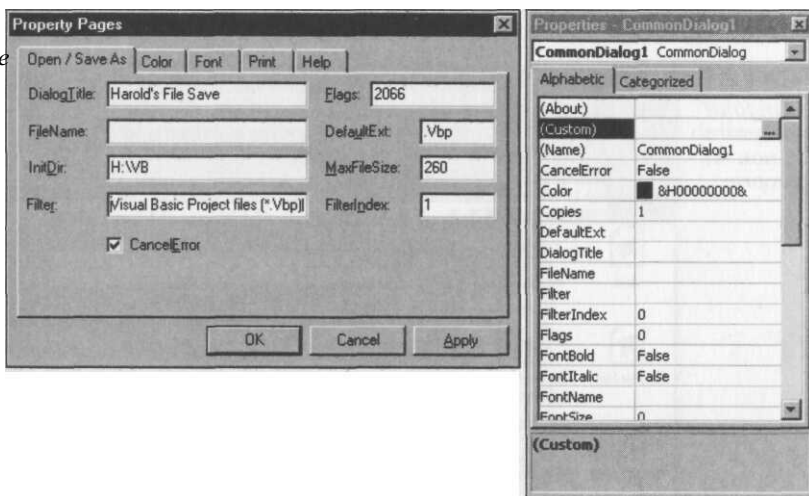 e
Property Pages
Open / Save As Color Font Print Help
DialogTitle: Harold's File Save Flags: 2066
FileName: DefaultExt: .Vbp
InitDir: H:\VB MaxFileSize: 260
Filter: Visual Basic Project files (*.Vbp)| FilterIndex: 1
CancelError
OK Cancel Apply
Properties - CommonDialog1
CommonDialog1 CommonDialog
Alphabetic Categorized
(About)
(Custom) ...
(Name) CommonDialog1
CancelError False
Color &H00000000&
Copies 1
DefaultExt
DialogTitle
FileName
Filter
FilterIndex 0
Flags 0
FontBold False
FontItalic False
FontName
FontSize 0
(Custom)